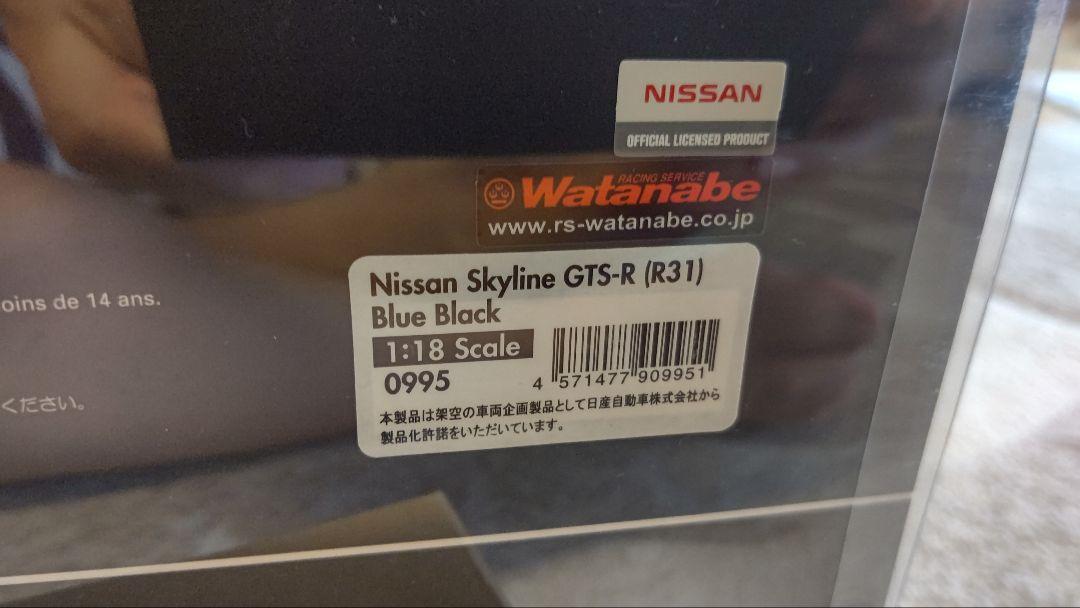 NISSAN
OFFICIAL LICENSED PRODUCT
RACING SERVICE
Watanabe
www.rs-watanabe.co.jp
Nissan Skyline GTS-R (R31)
Blue Black
1:18 Scale
0995
4 571477 909951
本製品は架空の車両企画製品として日産自動車株式会社から
製品化許諾をいただいています。
oins de 14 ans.
ください。